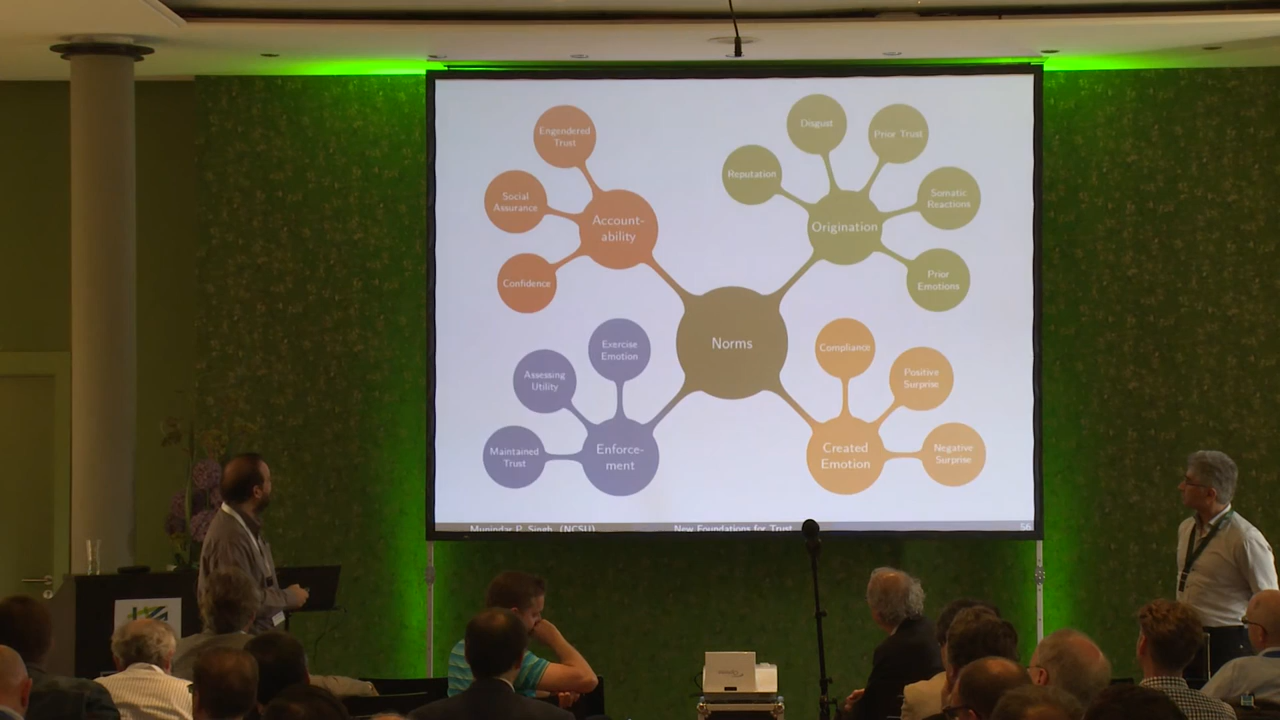 Engendered
Trust
Social
Assurance
Confidence
Account-
ability
Disgust
Prior Trust
Reputation
Somatic
Reactions
Origination
Prior
Emotions
Norms
Exercise
Emotion
Assessing
Utility
Maintained
Trust
Enforce-
ment
Compliance
Positive
Surprise
Created
Emotion
Negative
Surprise
Munindar P. Singh (NCSU)
New Foundations for Trust
56